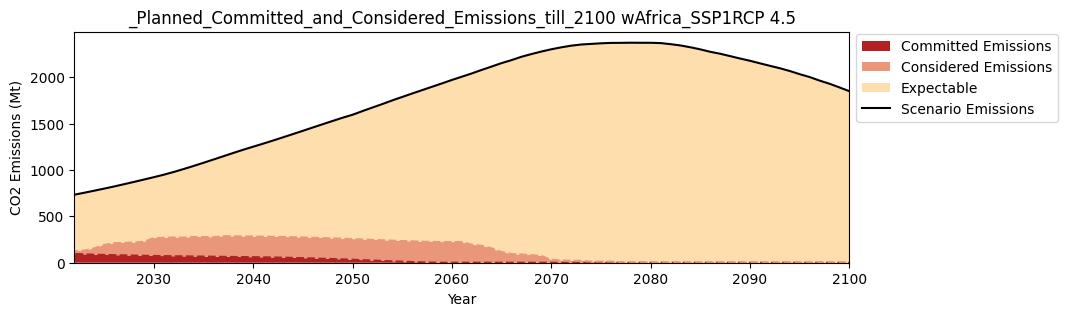 _Planned_Committed_and_Considered_Emissions_till_2100 wAfrica_SSP1RCP 4.5
CO2 Emissions (Mt)
2000
1500
1000
500
0
2030 2040 2050 2060 2070 2080 2090 2100
Year
Committed Emissions
Considered Emissions
Expectable
Scenario Emissions